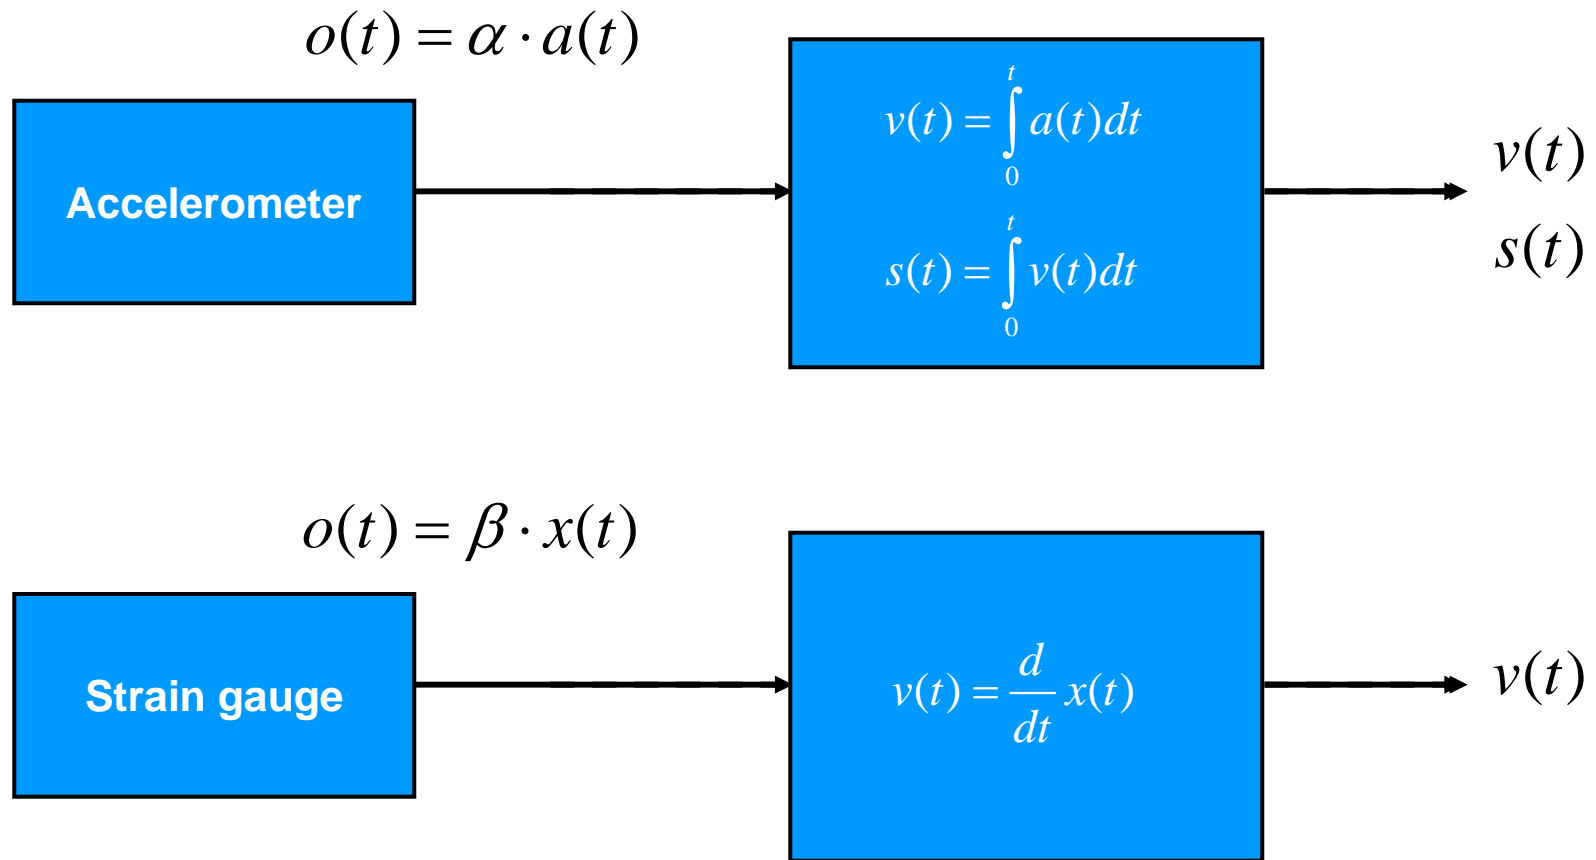 o(t) = α · a(t)
Accelerometer
v(t) = ∫₀ᵗ a(t)dt
s(t) = ∫₀ᵗ v(t)dt
v(t)
s(t)
o(t) = β · x(t)
Strain gauge
v(t) = d/dt x(t)
v(t)